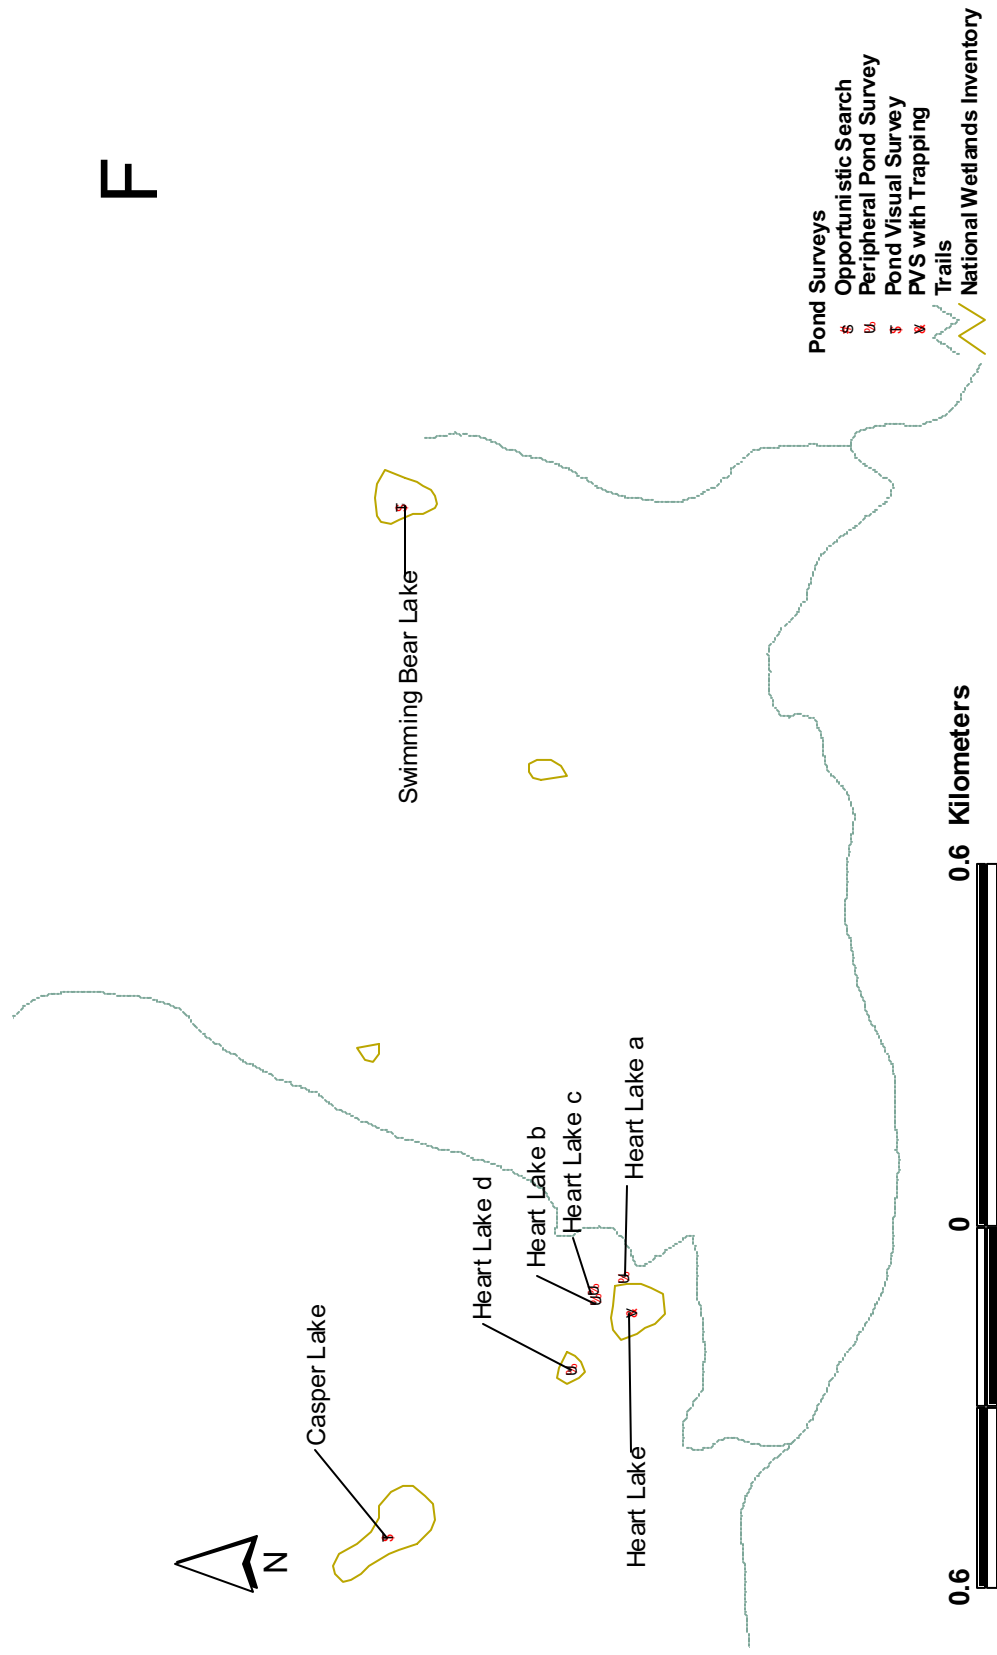 F
N
Casper Lake
Heart Lake d
Heart Lake b
Heart Lake c
Heart Lake a
Heart Lake
Swimming Bear Lake
0.6
0
0.6 Kilometers
Pond Surveys
Opportunistic Search
Peripheral Pond Survey
Pond Visual Survey
PVS with Trapping
Trails
National Wetlands Inventory